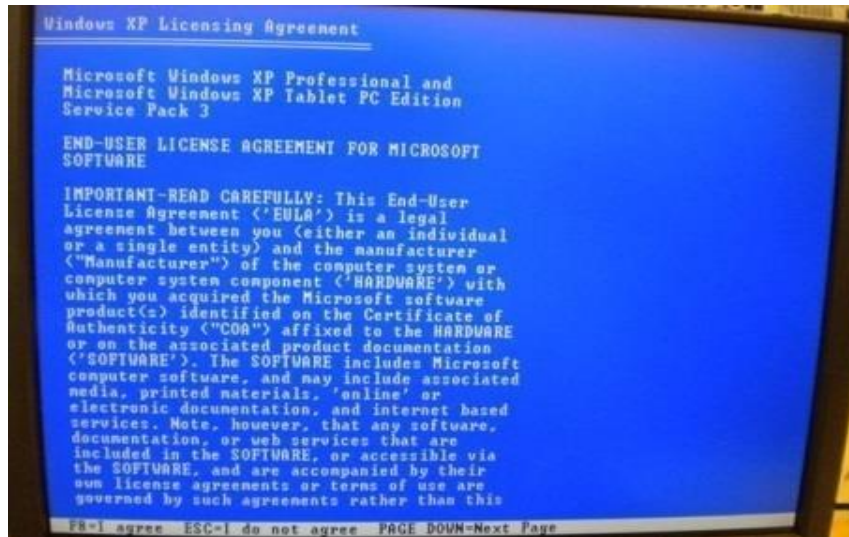 Windows XP Licensing Agreement
Microsoft Windows XP Professional and
Microsoft Windows XP Tablet PC Edition
Service Pack 3
END-USER LICENSE AGREEMENT FOR MICROSOFT
SOFTWARE
IMPORTANT-READ CAREFULLY: This End-User
License Agreement ('EULA') is a legal
agreement between you (either an individual
or a single entity) and the manufacturer
("Manufacturer") of the computer system or
computer system component ('HARDWARE') with
which you acquired the Microsoft software
product(s) identified on the Certificate of
Authenticity ("COA") affixed to the HARDWARE
or on the associated product documentation
('SOFTWARE'). The SOFTWARE includes Microsoft
computer software, and may include associated
media, printed materials, 'online' or
electronic documentation, and internet based
services. Note, however, that any software,
documentation, or web services that are
included in the SOFTWARE, or accessible via
the SOFTWARE, and are accompanied by their
own license agreements or terms of use are
governed by such agreements rather than this
F8=I agree ESC=I do not agree PAGE DOWN=Next Page